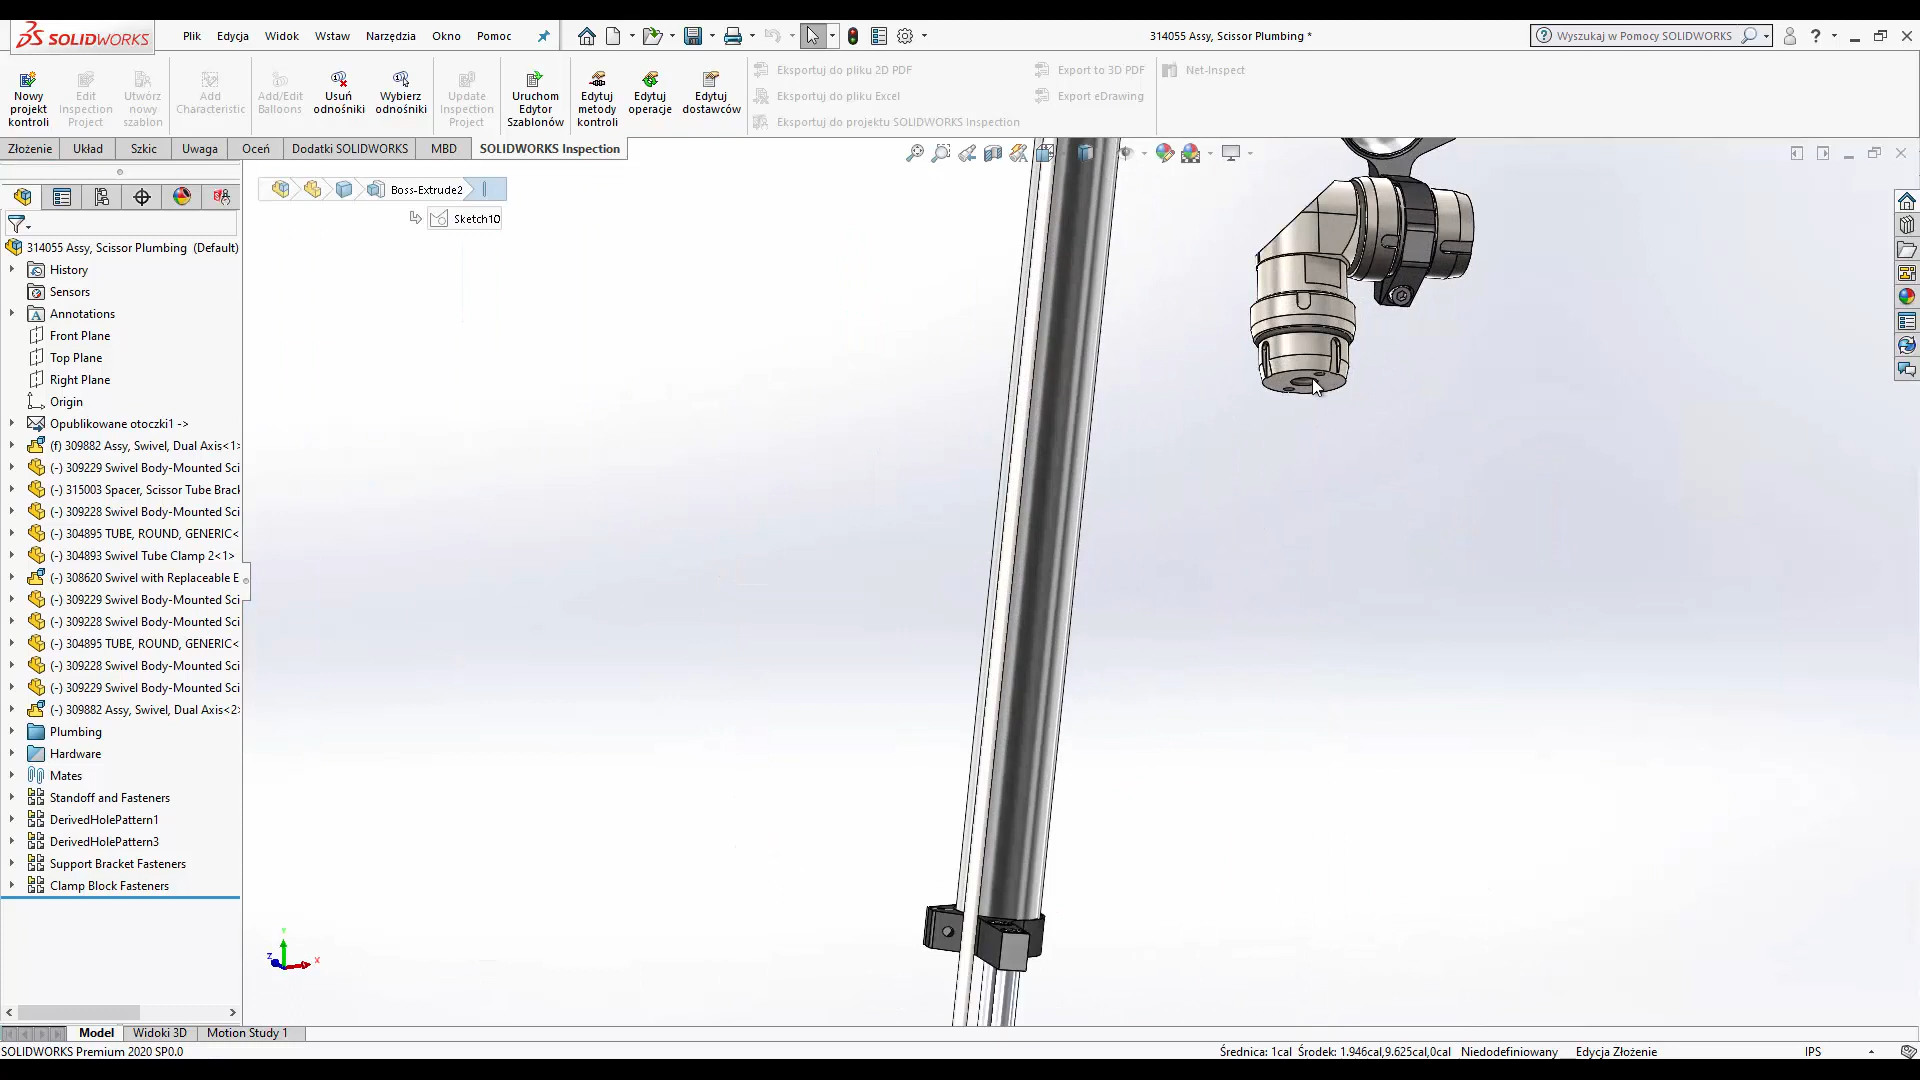 SOLIDWORKS
Plik Edycja Widok Wstaw Narzędzia Okno Pomoc
314055 Assy, Scissor Plumbing *
Wyszukaj w Pomocy SOLIDWORKS
Nowy projekt kontroli
Edit Inspection Project
Utwórz nowy szablon
Add Characteristic
Add/Edit Balloons
Usuń odnośniki
Wybierz odnośniki
Update Inspection Project
Uruchom Edytor Szablonów
Edytuj metody kontroli
Edytuj operacje
Edytuj dostawców
Eksportuj do pliku 2D PDF
Eksportuj do pliku Excel
Eksportuj do projektu SOLIDWORKS Inspection
Export to 3D PDF
Export eDrawing
Net-Inspect
Złożenie Układ Szkic Uwaga Oceń Dodatki SOLIDWORKS MBD SOLIDWORKS Inspection
Boss-Extrude2
Sketch10
314055 Assy, Scissor Plumbing (Default)
History
Sensors
Annotations
Front Plane
Top Plane
Right Plane
Origin
Opublikowane otoczki1 ->
(f) 309882 Assy, Swivel, Dual Axis<1>
(-) 309229 Swivel Body-Mounted Sci
(-) 315003 Spacer, Scissor Tube Brack
(-) 309228 Swivel Body-Mounted Sci
(-) 304895 TUBE, ROUND, GENERIC<
(-) 304893 Swivel Tube Clamp 2<1>
(-) 308620 Swivel with Replaceable E
(-) 309229 Swivel Body-Mounted Sci
(-) 309228 Swivel Body-Mounted Sci
(-) 304895 TUBE, ROUND, GENERIC<
(-) 309228 Swivel Body-Mounted Sci
(-) 309229 Swivel Body-Mounted Sci
(-) 309882 Assy, Swivel, Dual Axis<2>
Plumbing
Hardware
Mates
Standoff and Fasteners
DerivedHolePattern1
DerivedHolePattern3
Support Bracket Fasteners
Clamp Block Fasteners
Y
Z
X
Model Widoki 3D Motion Study 1
SOLIDWORKS Premium 2020 SP0.0
Średnica: 1cal Środek: 1.946cal,9.625cal,0cal Niedodefiniowany Edycja Złożenie IPS